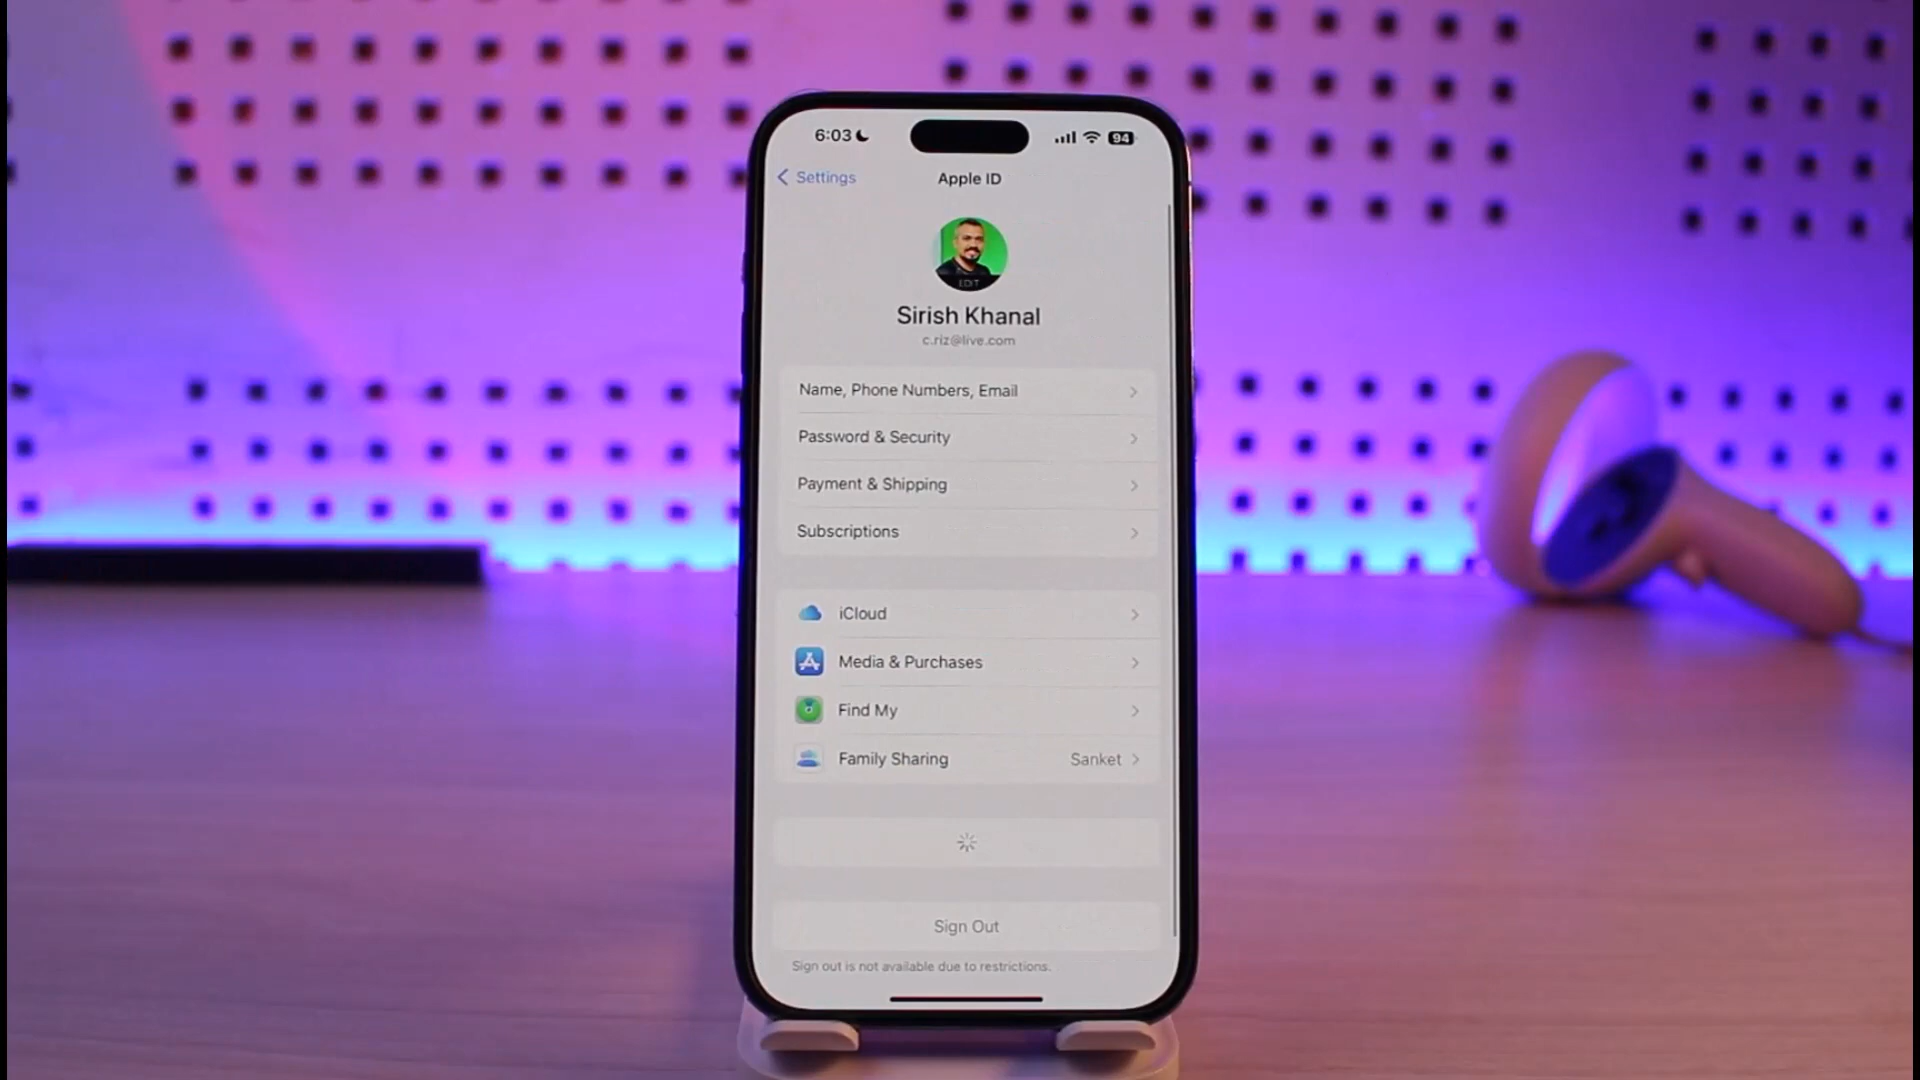 6:03
94
Settings
Apple ID
EDIT
Sirish Khanal
c.riz@live.com
Name, Phone Numbers, Email
Password & Security
Payment & Shipping
Subscriptions
iCloud
Media & Purchases
Find My
Family Sharing Sanket
Sign Out
Sign out is not available due to restrictions.